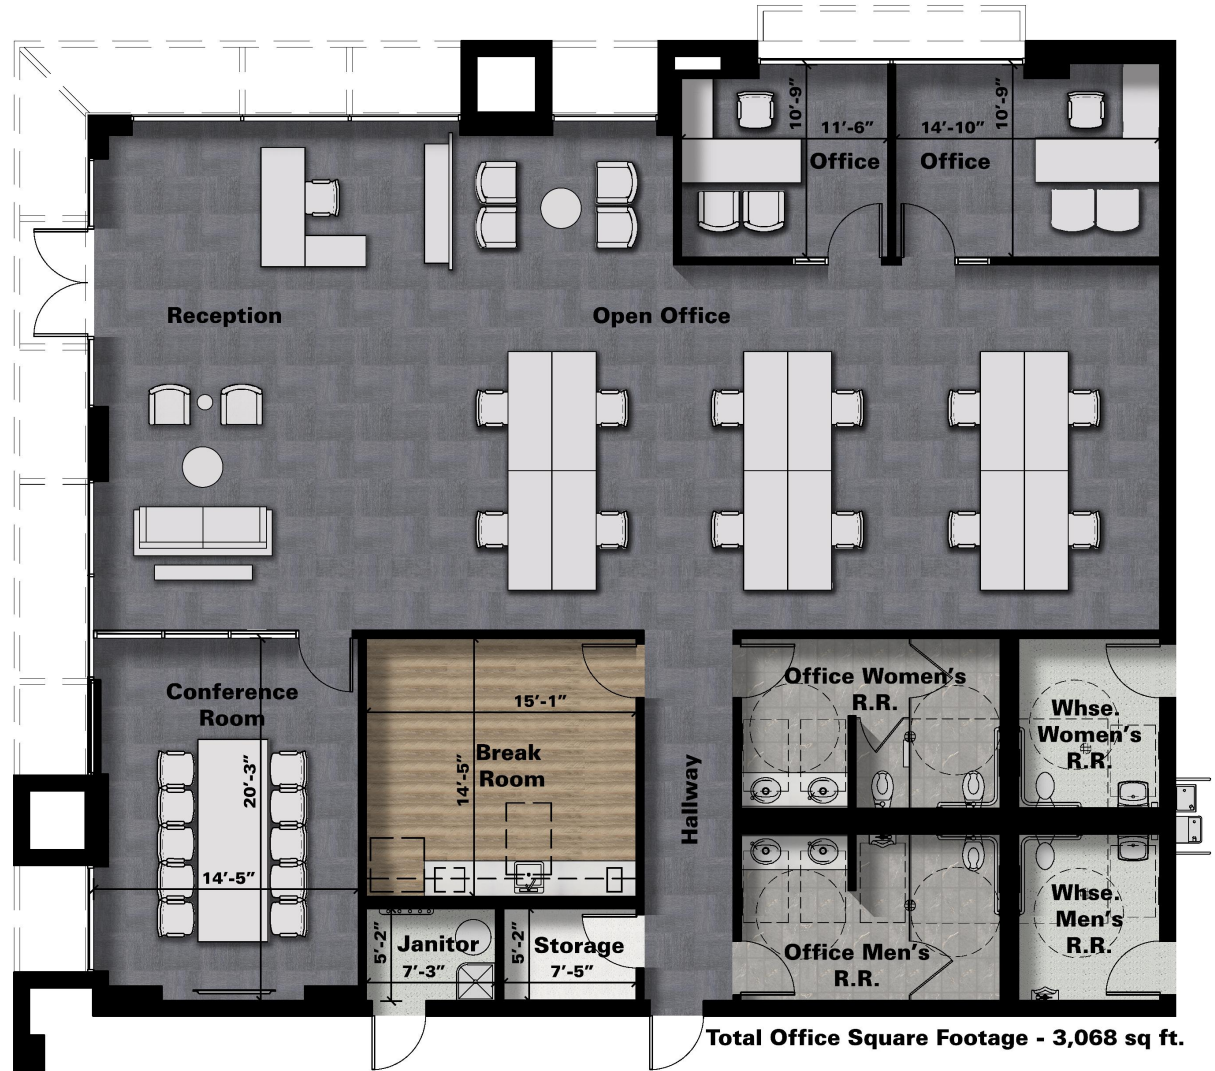 10'-9"
10'-9"
11'-6"
14'-10"
Office
Office
Reception
Open Office
Conference
Room
20'-3"
14'-5"
15'-1"
Break
Room
14'-5"
Hallway
Office Women's
R.R.
Whse.
Women's
R.R.
Office Men's
R.R.
Whse.
Men's
R.R.
5'-2"
Janitor
7'-3"
5'-2"
Storage
7'-5"
Total Office Square Footage - 3,068 sq ft.